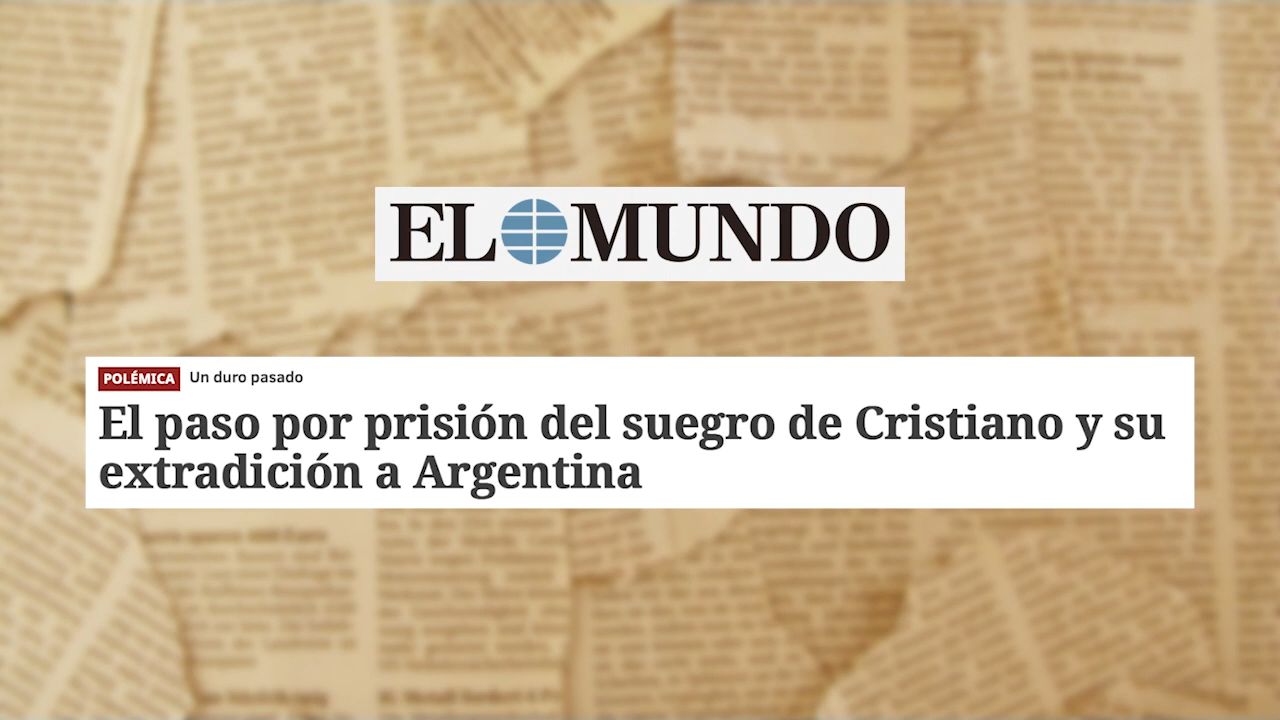 EL MUNDO
POLÉMICA Un duro pasado
El paso por prisión del suegro de Cristiano y su
extradición a Argentina